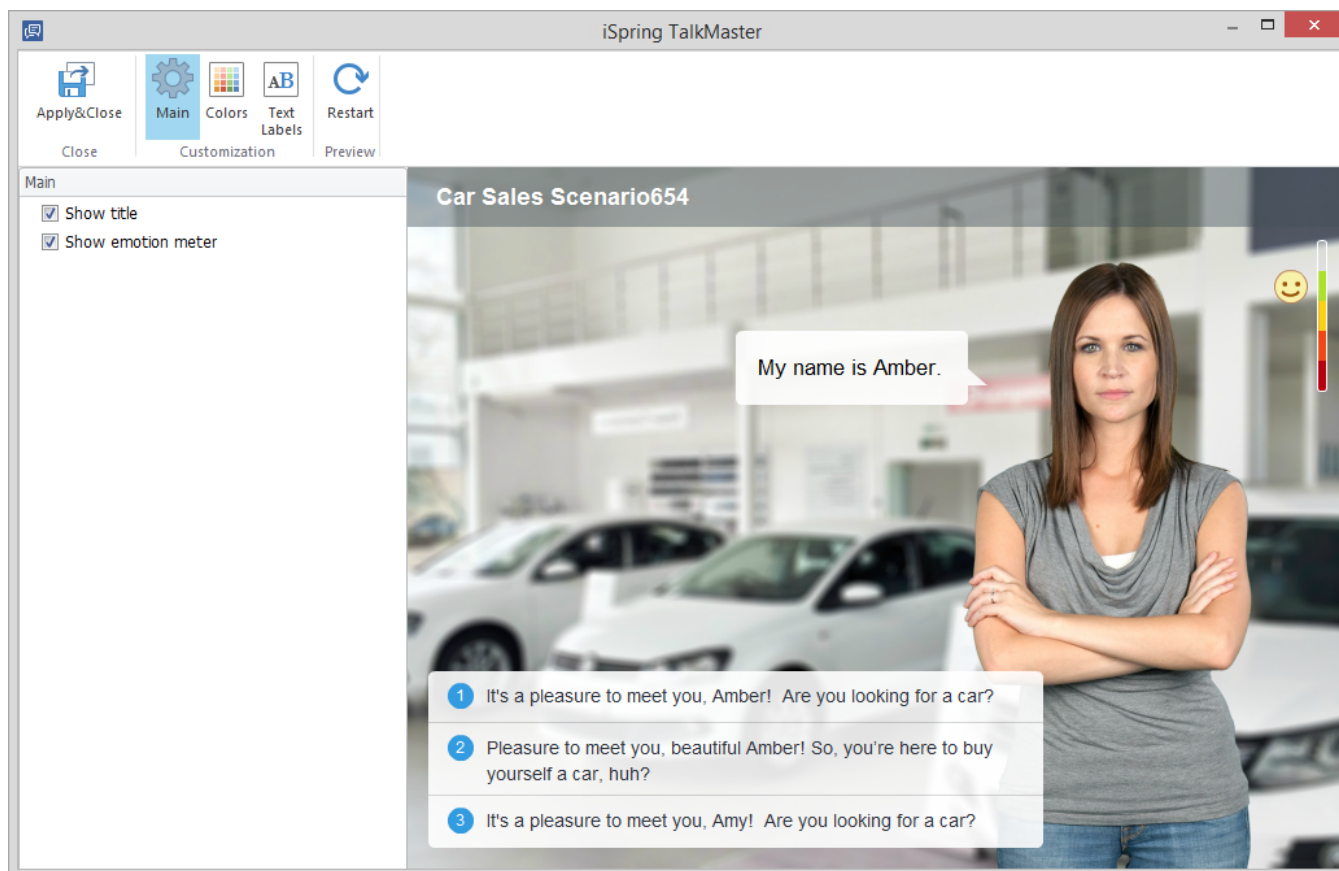 iSpring TalkMaster
Apply&Close
Main
Colors
AB
Text
Labels
Restart
Close
Customization
Preview
Main
Show title
Show emotion meter
Car Sales Scenario654
My name is Amber.
1 It's a pleasure to meet you, Amber!  Are you looking for a car?
2 Pleasure to meet you, beautiful Amber! So, you're here to buy
yourself a car, huh?
3 It's a pleasure to meet you, Amy!  Are you looking for a car?